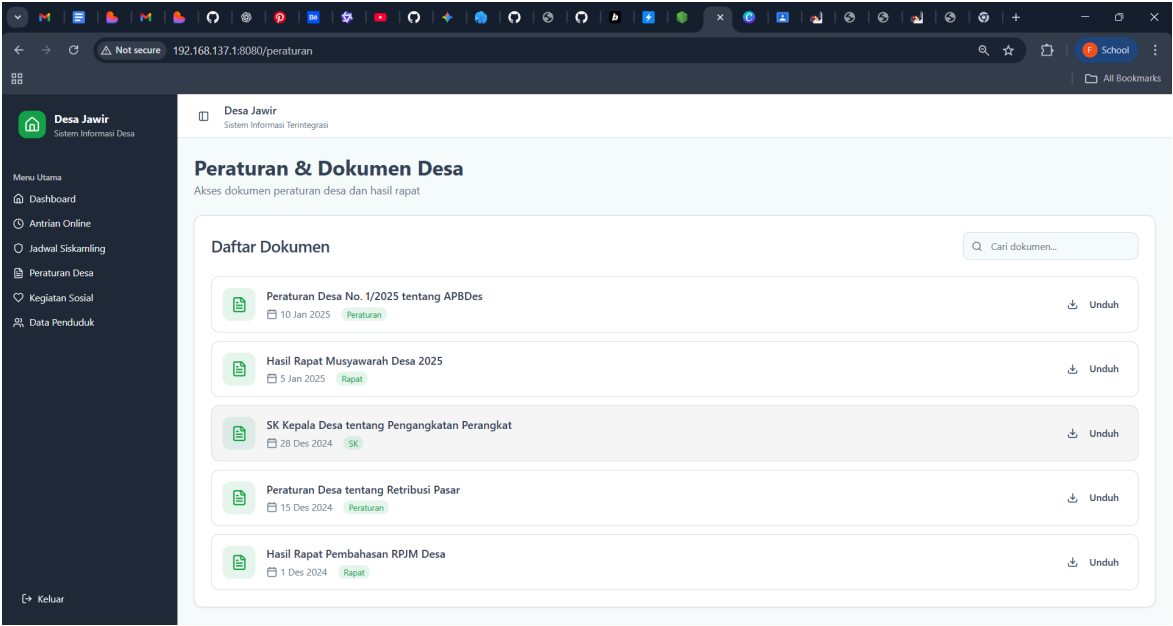 Not secure
192.168.137.1:8080/peraturan
School
All Bookmarks
Desa Jawir
Sistem Informasi Desa
Menu Utama
Dashboard
Antrian Online
Jadwal Siskamling
Peraturan Desa
Kegiatan Sosial
Data Penduduk
Keluar
Desa Jawir
Sistem Informasi Terintegrasi
Peraturan & Dokumen Desa
Akses dokumen peraturan desa dan hasil rapat
Daftar Dokumen
Cari dokumen...
Peraturan Desa No. 1/2025 tentang APBDes
10 Jan 2025 Peraturan
Unduh
Hasil Rapat Musyawarah Desa 2025
5 Jan 2025 Rapat
Unduh
SK Kepala Desa tentang Pengangkatan Perangkat
28 Des 2024 SK
Unduh
Peraturan Desa tentang Retribusi Pasar
15 Des 2024 Peraturan
Unduh
Hasil Rapat Pembahasan RPJM Desa
1 Des 2024 Rapat
Unduh